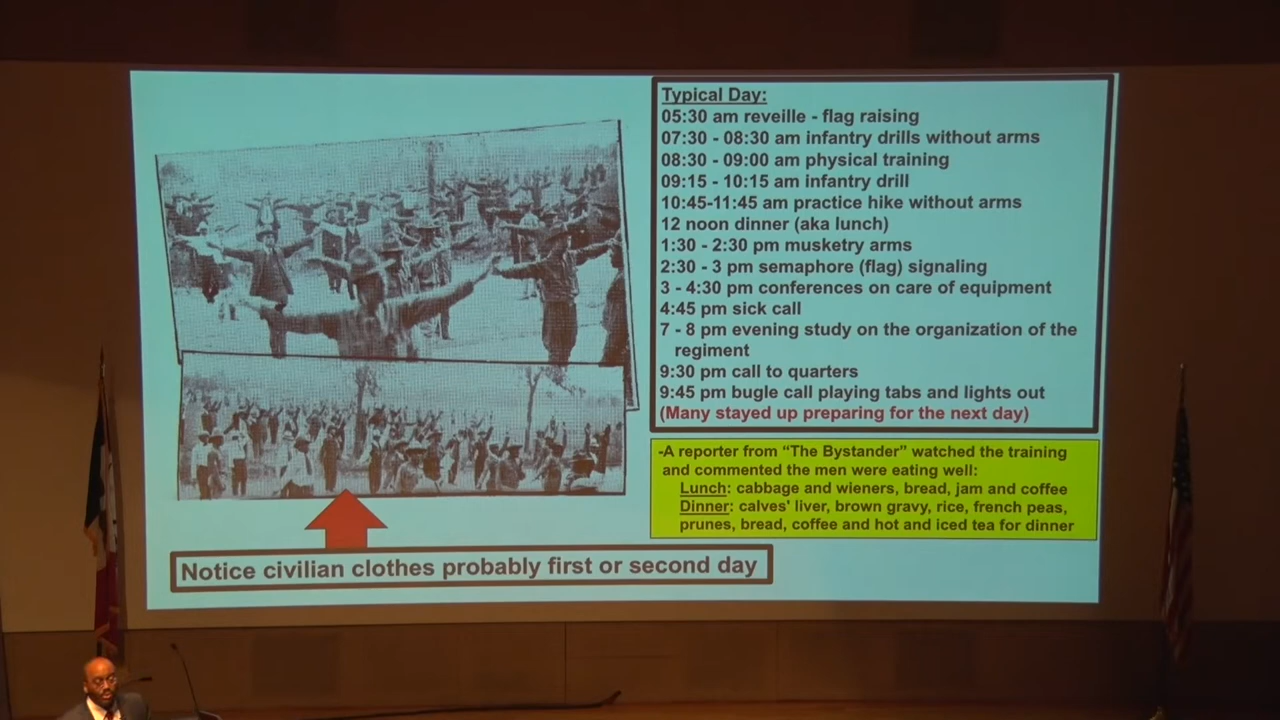 Typical Day:
05:30 am reveille - flag raising
07:30 - 08:30 am infantry drills without arms
08:30 - 09:00 am physical training
09:15 - 10:15 am infantry drill
10:45-11:45 am practice hike without arms
12 noon dinner (aka lunch)
1:30 - 2:30 pm musketry arms
2:30 - 3 pm semaphore (flag) signaling
3 - 4:30 pm conferences on care of equipment
4:45 pm sick call
7 - 8 pm evening study on the organization of the
regiment
9:30 pm call to quarters
9:45 pm bugle call playing tabs and lights out
(Many stayed up preparing for the next day)
-A reporter from “The Bystander” watched the training
and commented the men were eating well:
Lunch: cabbage and wieners, bread, jam and coffee
Dinner: calves' liver, brown gravy, rice, french peas,
prunes, bread, coffee and hot and iced tea for dinner
Notice civilian clothes probably first or second day